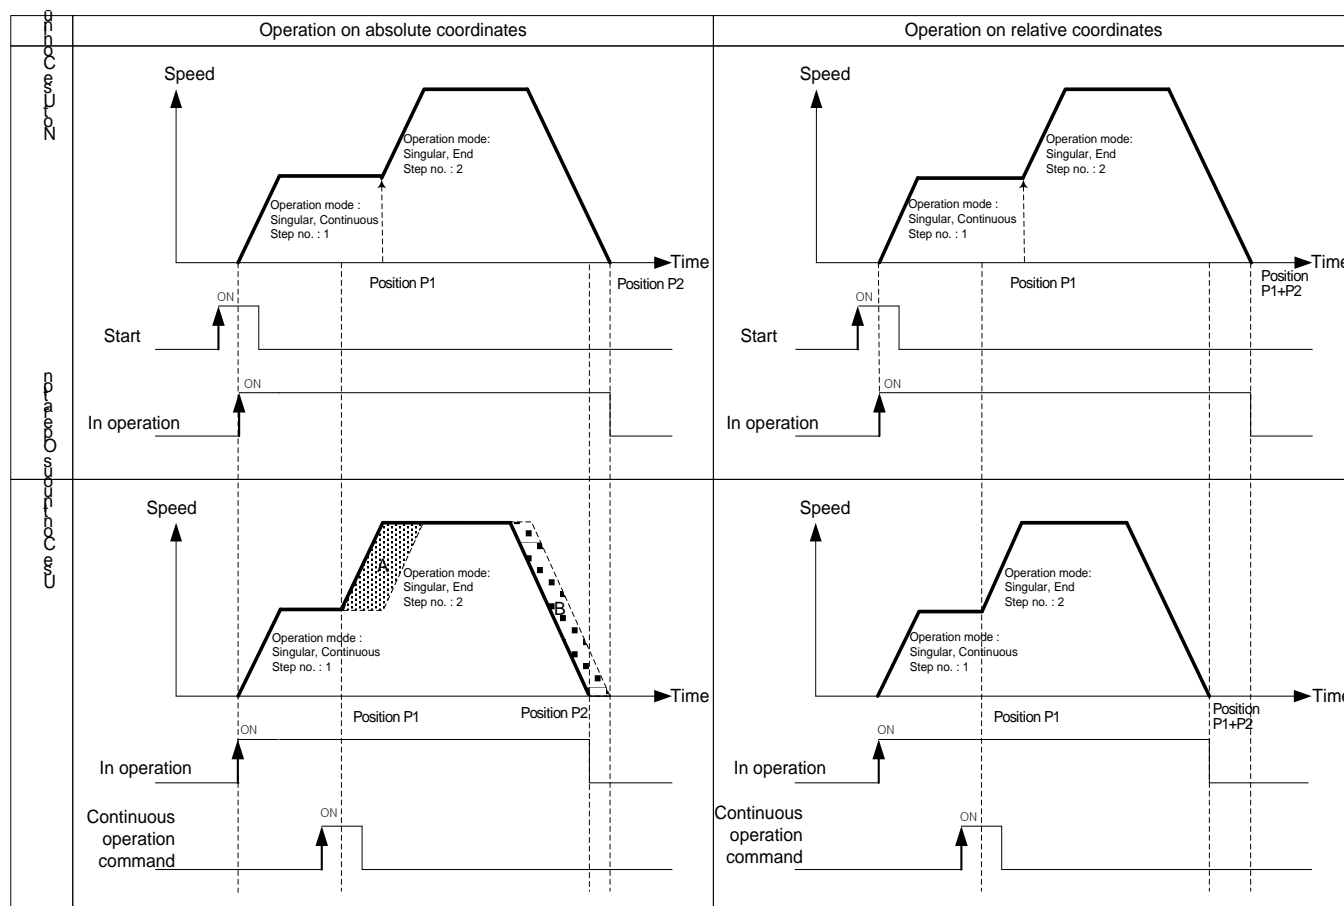 Operation on absolute coordinates
Operation on relative coordinates
Speed
Operation mode:
Singular, End
Step no. : 2
Operation mode :
Singular, Continuous
Step no. : 1
Time
Position P1
Position P2
ON
Start
ON
In operation
Speed
Operation mode:
Singular, End
Step no. : 2
Operation mode :
Singular, Continuous
Step no. : 1
Time
Position P1
Position
P1+P2
ON
Start
ON
In operation
Speed
A
Operation mode:
Singular, End
Step no. : 2
B
Operation mode :
Singular, Continuous
Step no. : 1
Time
Position P1
Position P2
ON
In operation
Continuous
operation
command
ON
Speed
Operation mode:
Singular, End
Step no. : 2
Operation mode :
Singular, Continuous
Step no. : 1
Time
Position P1
Position
P1+P2
ON
In operation
Continuous
operation
command
ON